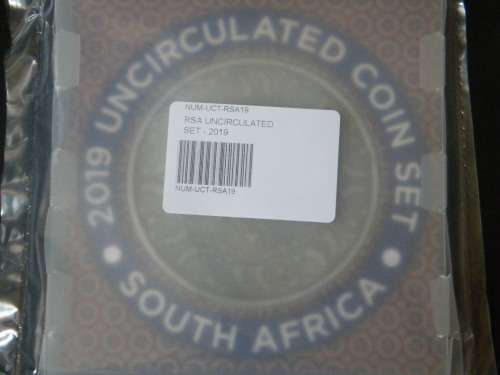 NUM-UCT-RSA19
RSA UNCIRCULATED
SET - 2019
NUM-UCT-RSA19
2019 UNCIRCULATED COIN SET
SOUTH AFRICA